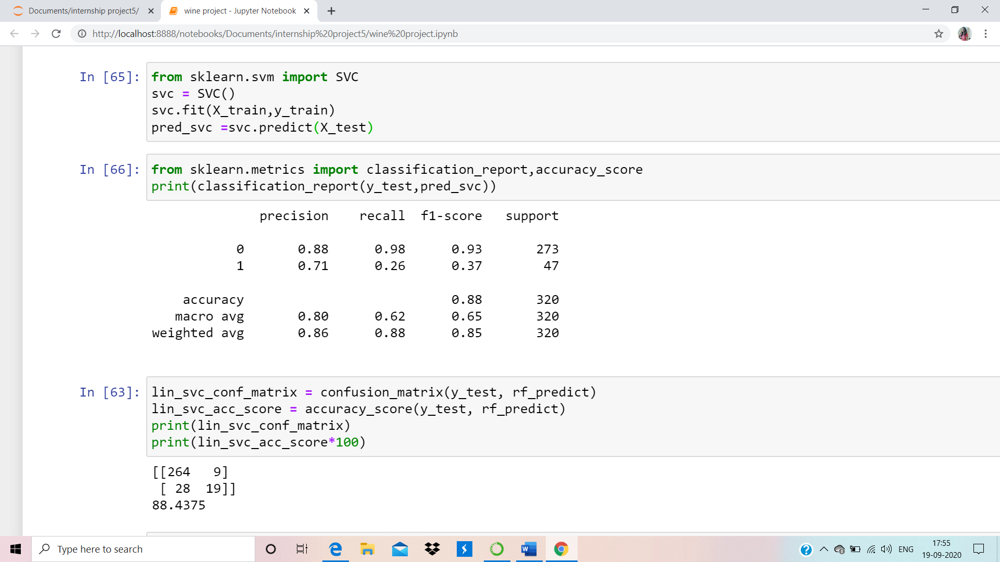 Documents/internship project5/
wine project - Jupyter Notebook
http://localhost:8888/notebooks/Documents/internship%20project5/wine%20project.ipynb
In [65]: from sklearn.svm import SVC
svc = SVC()
svc.fit(X_train,y_train)
pred_svc =svc.predict(X_test)
In [66]: from sklearn.metrics import classification_report,accuracy_score
print(classification_report(y_test,pred_svc))
precision recall f1-score support
0 0.88 0.98 0.93 273
1 0.71 0.26 0.37 47
accuracy 0.88 320
macro avg 0.80 0.62 0.65 320
weighted avg 0.86 0.88 0.85 320
In [63]: lin_svc_conf_matrix = confusion_matrix(y_test, rf_predict)
lin_svc_acc_score = accuracy_score(y_test, rf_predict)
print(lin_svc_conf_matrix)
print(lin_svc_acc_score*100)
[[264 9]
[ 28 19]]
88.4375
Type here to search
ENG
17:55
19-09-2020